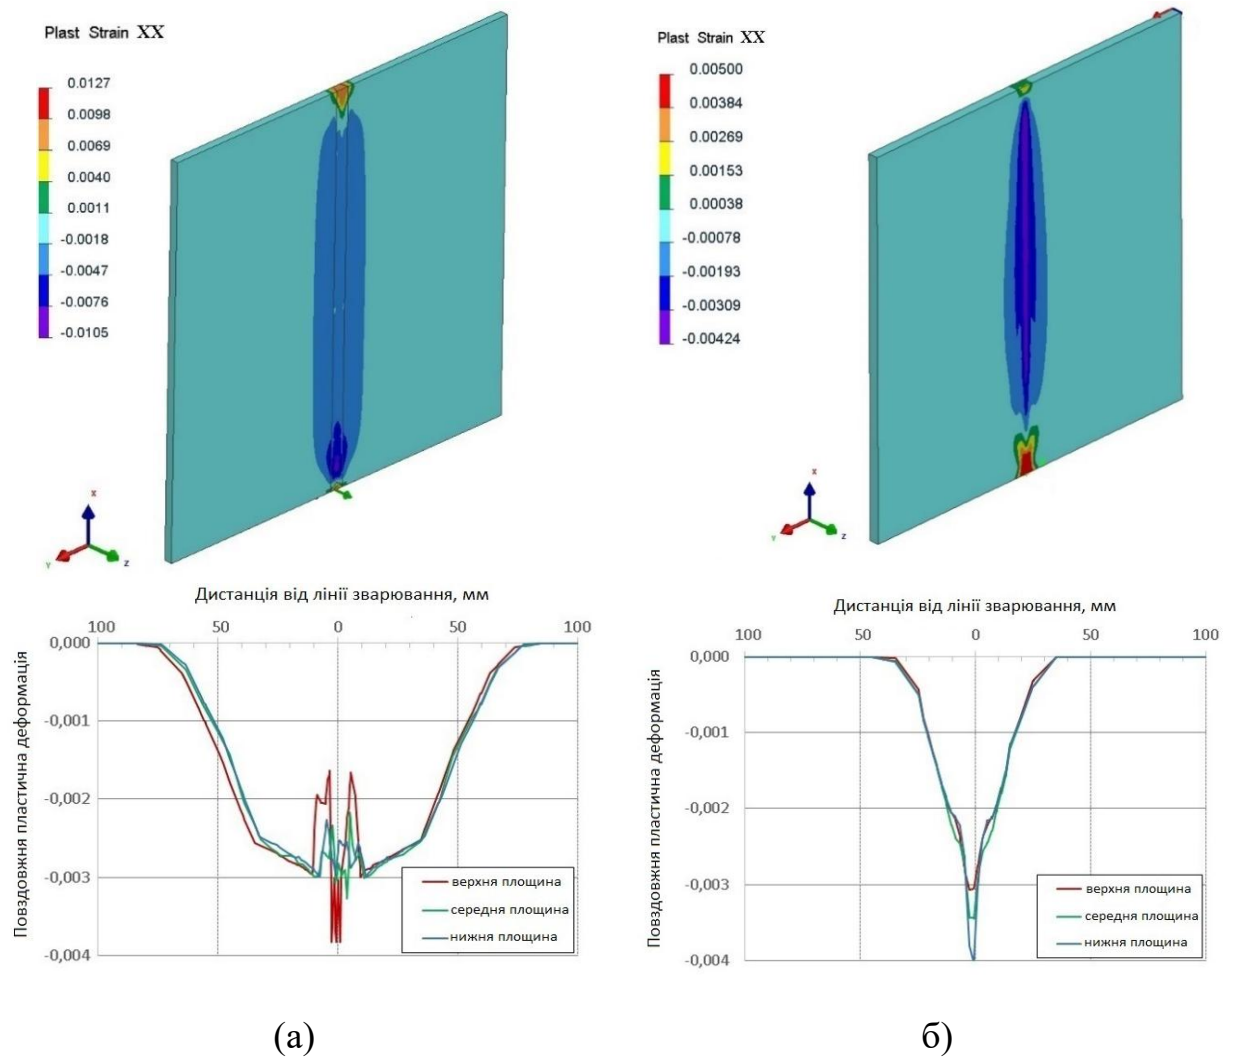 Plast Strain XX
0.0127
0.0098
0.0069
0.0040
0.0011
-0.0018
-0.0047
-0.0076
-0.0105
X
Y
Z
Plast Strain XX
0.00500
0.00384
0.00269
0.00153
0.00038
-0.00078
-0.00193
-0.00309
-0.00424
X
Y
Z
Дистанція від лінії зварювання, мм
100 50 0 50 100
0,000
-0,001
-0,002
-0,003
-0,004
Повздовжня пластична деформація
верхня площина
середня площина
нижня площина
Дистанція від лінії зварювання, мм
100 50 0 50 100
0,000
-0,001
-0,002
-0,003
-0,004
Повздовжня пластична деформація
верхня площина
середня площина
нижня площина
(а)
б)